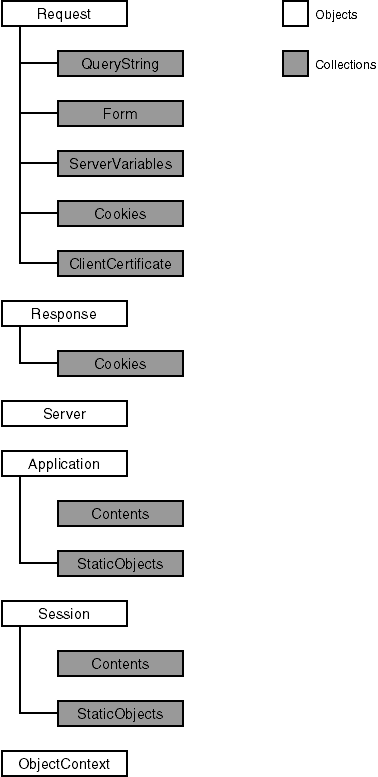 Request
Objects
QueryString
Collections
Form
ServerVariables
Cookies
ClientCertificate
Response
Cookies
Server
Application
Contents
StaticObjects
Session
Contents
StaticObjects
ObjectContext